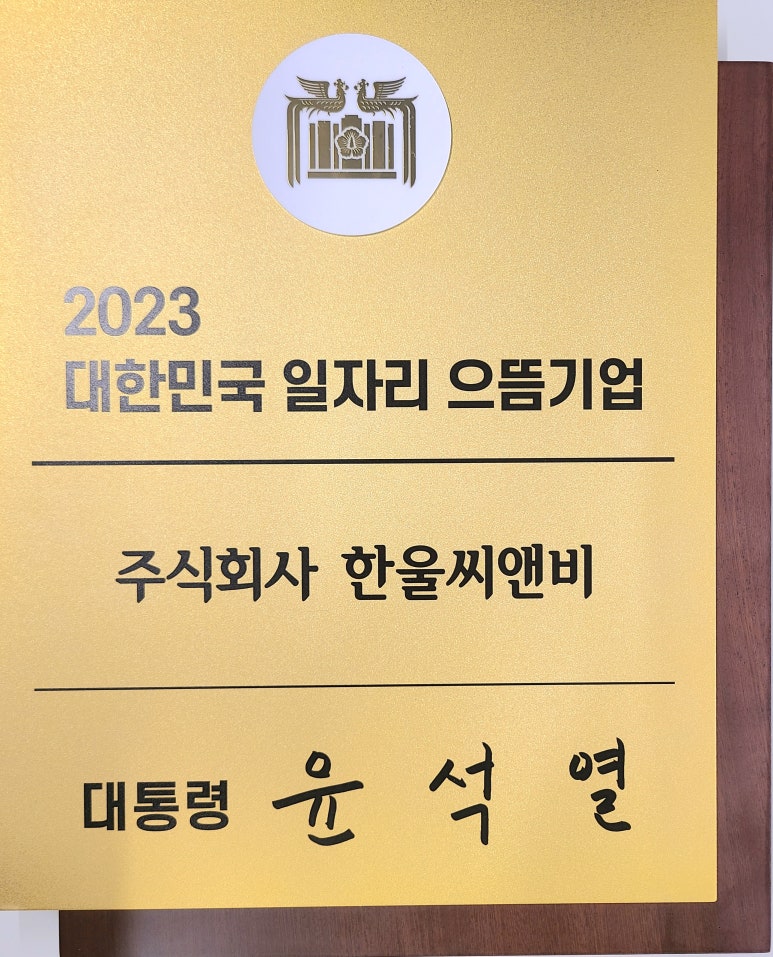 2023
대한민국 일자리 으뜸기업
주식회사 한울씨앤비
대통령 윤석열